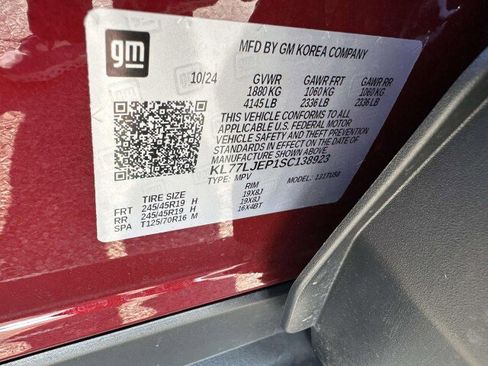 gm
MFD BY GM KOREA COMPANY
10/24 GVWR GAWR FRT GAWR RR
1880 KG 1060 KG 1060 KG
4145 LB 2336 LB 2336 LB
THIS VEHICLE CONFORMS TO ALL
APPLICABLE U.S. FEDERAL MOTOR
VEHICLE SAFETY AND THEFT PREVENTION
STANDARDS IN EFFECT ON THE DATE OF
MANUFACTURE SHOWN ABOVE.
KL77LJEP1SC138923
TYPE: MPV MODEL: 1317US8
TIRE SIZE RIM
FRT 245/45R19 H 19X8J
RR 245/45R19 H 19X8J
SPA T125/70R16 M 16X4BT